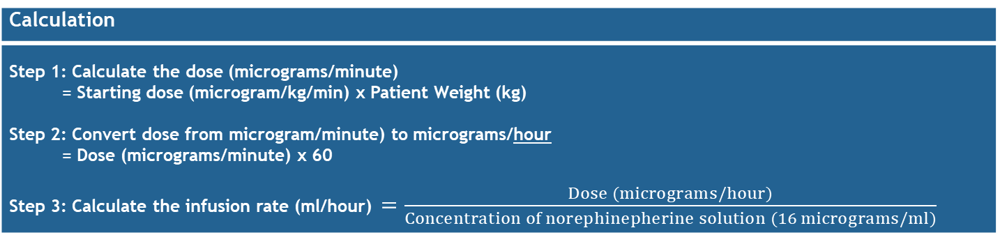 Calculation
Step 1: Calculate the dose (micrograms/minute)
= Starting dose (microgram/kg/min) x Patient Weight (kg)
Step 2: Convert dose from microgram/minute) to micrograms/hour
= Dose (micrograms/minute) x 60
Step 3: Calculate the infusion rate (ml/hour) = Dose (micrograms/hour)
Concentration of norephinepherine solution (16 micrograms/ml)